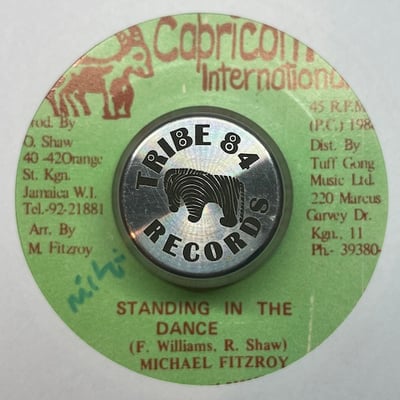 Capricorn
International
Prod. By
O. Shaw
40-42 Orange
St. Kgn.
Jamaica W.I.
Tel.-92-21881
Arr. By
M. Fitzroy
45 R.P.M
(P.C.) 198
Dist. By
Tuff Gong
Music Ltd.
220 Marcus
Garvey Dr.
Kgn., 11
Ph.- 39380-
TRIBE 84
RECORDS
STANDING IN THE
DANCE
(F. Williams, R. Shaw)
MICHAEL FITZROY